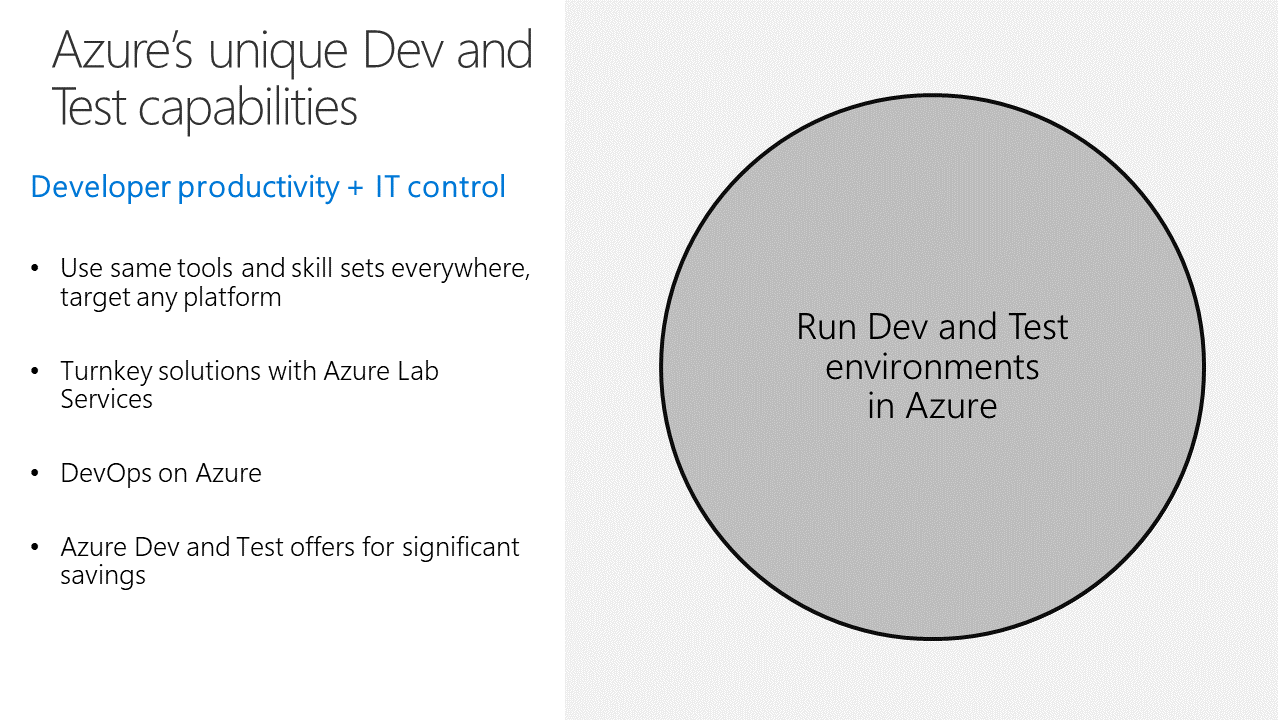 Azure’s unique Dev and
Test capabilities
Developer productivity + IT control
• Use same tools and skill sets everywhere,
target any platform
• Turnkey solutions with Azure Lab
Services
• DevOps on Azure
• Azure Dev and Test offers for significant
savings
Run Dev and Test
environments
in Azure